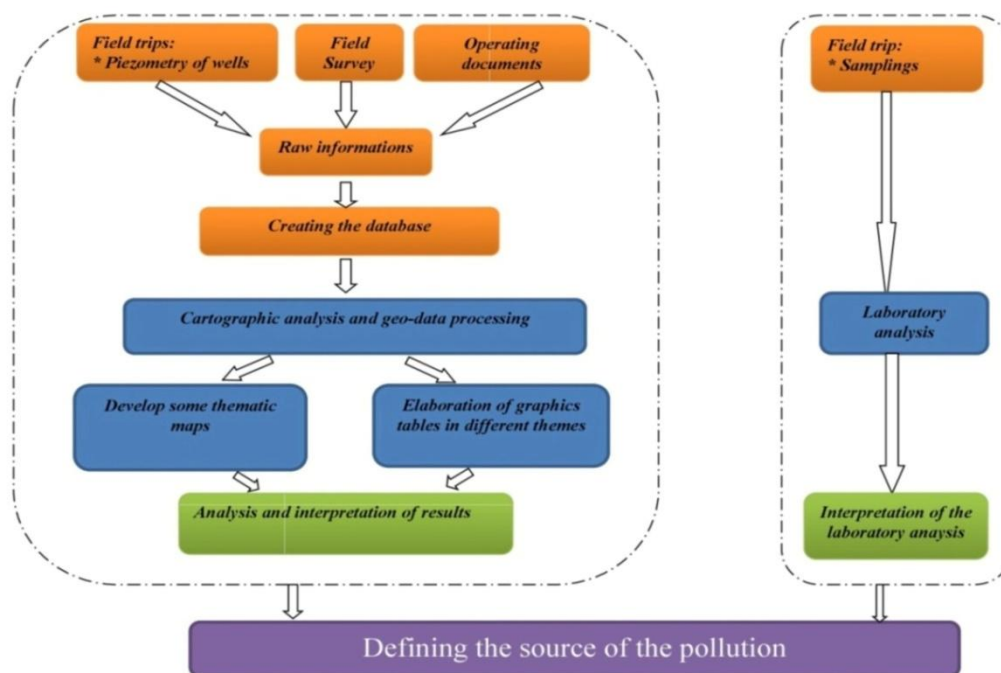 Field trips:
* Piezometry of wells
Field
Survey
Operating
documents
Field trip:
* Samplings
Raw informations
Creating the database
Cartographic analysis and geo-data processing
Laboratory
analysis
Develop some thematic
maps
Elaboration of graphics
tables in different themes
Analysis and interpretation of results
Interpretation of the
laboratory anaysis
Defining the source of the pollution